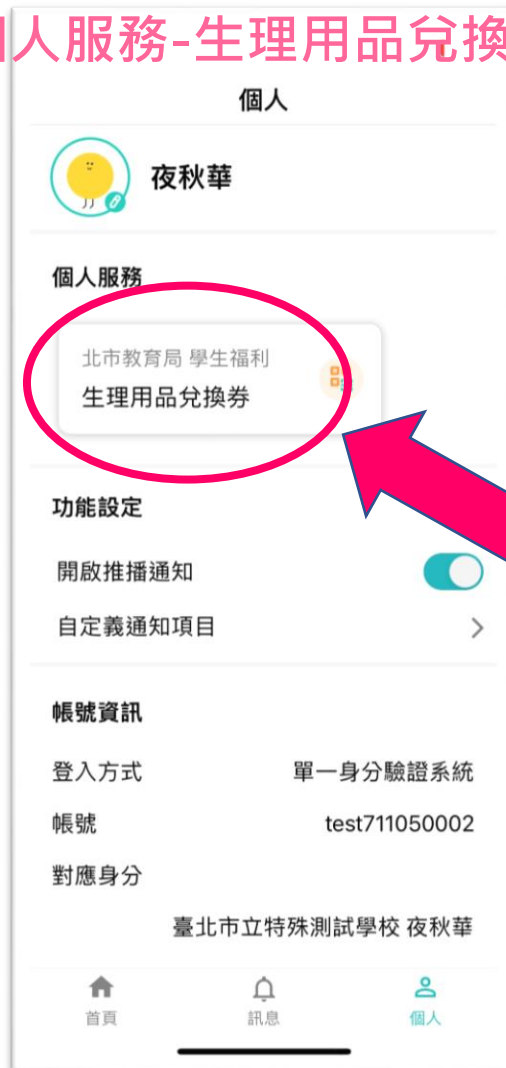 個人服務-生理用品兌換
個人
夜秋華
個人服務
北市教育局 學生福利
生理用品兌換券
功能設定
開啟推播通知
自定義通知項目
帳號資訊
登入方式 單一身分驗證系統
帳號 test711050002
對應身分
臺北市立特殊測試學校 夜秋華
首頁 訊息 個人